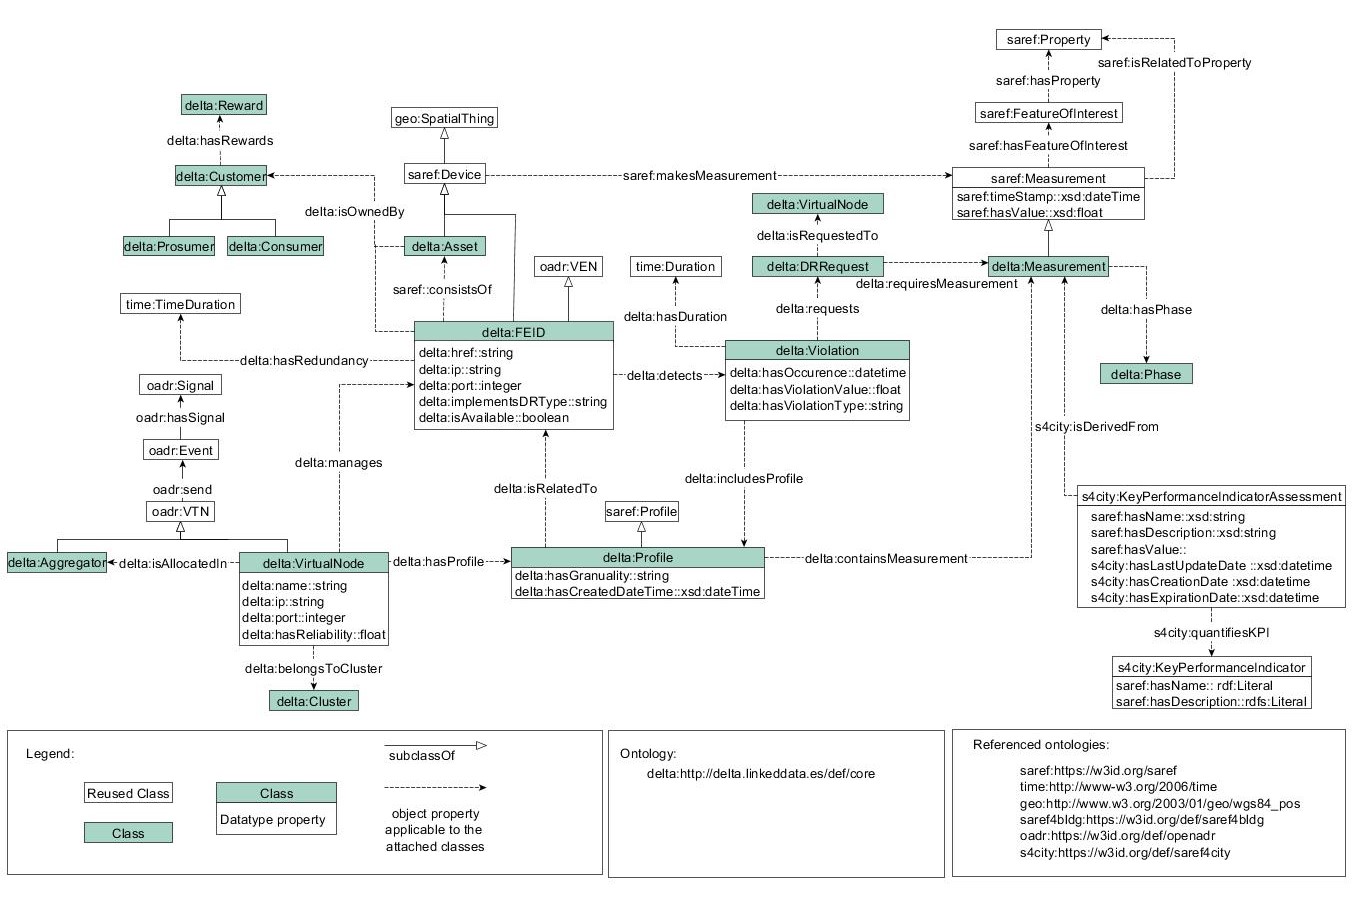 saref:Property
saref:isRelatedToProperty
saref:hasProperty
delta:Reward
geo:SpatialThing
saref:FeatureOfInterest
delta:hasRewards
saref:hasFeatureOfInterest
delta:Customer
saref:Device
saref:makesMeasurement
saref:Measurement
saref:timeStamp::xsd:dateTime
saref:hasValue::xsd:float
delta:VirtualNode
delta:isOwnedBy
delta:isRequestedTo
delta:Prosumer
delta:Consumer
delta:Asset
oadr:VEN
time:Duration
delta:DRRequest
delta:Measurement
saref::consistsOf
delta:requiresMeasurement
time:TimeDuration
delta:hasDuration
delta:requests
delta:hasPhase
delta:FEID
delta:href::string
delta:ip::string
delta:port::integer
delta:implementsDRType::string
delta:isAvailable::boolean
delta:Violation
delta:hasOccurence::datetime
delta:hasViolationValue::float
delta:hasViolationType::string
delta:hasRedundancy
delta:detects
delta:Phase
oadr:Signal
oadr:hasSignal
s4city:isDerivedFrom
oadr:Event
delta:manages
delta:includesProfile
oadr:send
delta:isRelatedTo
oadr:VTN
saref:Profile
s4city:KeyPerformanceIndicatorAssessment
saref:hasName::xsd:string
saref:hasDescription::xsd:string
saref:hasValue::
s4city:hasLastUpdateDate ::xsd:datetime
s4city:hasCreationDate :xsd:datetime
s4city:hasExpirationDate::xsd:datetime
delta:Aggregator
delta:isAllocatedIn
delta:VirtualNode
delta:name::string
delta:ip::string
delta:port::integer
delta:hasReliability::float
delta:hasProfile
delta:Profile
delta:hasGranuality::string
delta:hasCreatedDateTime::xsd:dateTime
delta:containsMeasurement
s4city:quantifiesKPI
delta:belongsToCluster
delta:Cluster
s4city:KeyPerformanceIndicator
saref:hasName:: rdf:Literal
saref:hasDescription::rdfs:Literal
Legend:
Reused Class
Class
Class
Datatype property
subclassOf
object property
applicable to the
attached classes
Ontology:
delta:http://delta.linkeddata.es/def/core
Referenced ontologies:
saref:https://w3id.org/saref
time:http://www-w3.org/2006/time
geo:http://www.w3.org/2003/01/geo/wgs84_pos
saref4bldg:https://w3id.org/def/saref4bldg
oadr:https://w3id.org/def/openadr
s4city:https://w3id.org/def/saref4city